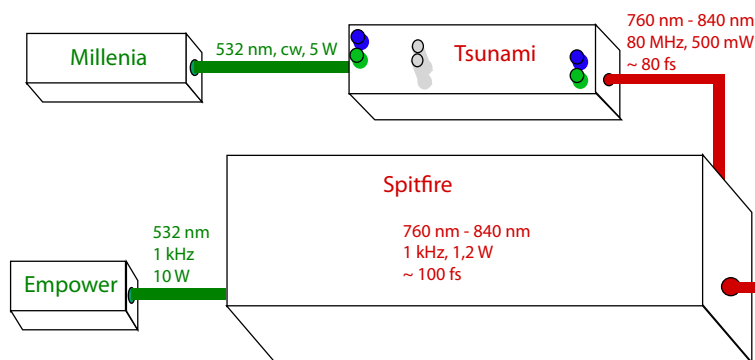 Millenia
532 nm, cw, 5 W
Tsunami
760 nm - 840 nm
80 MHz, 500 mW
~ 80 fs
Spitfire
760 nm - 840 nm
1 kHz, 1,2 W
~ 100 fs
532 nm
1 kHz
10 W
Empower